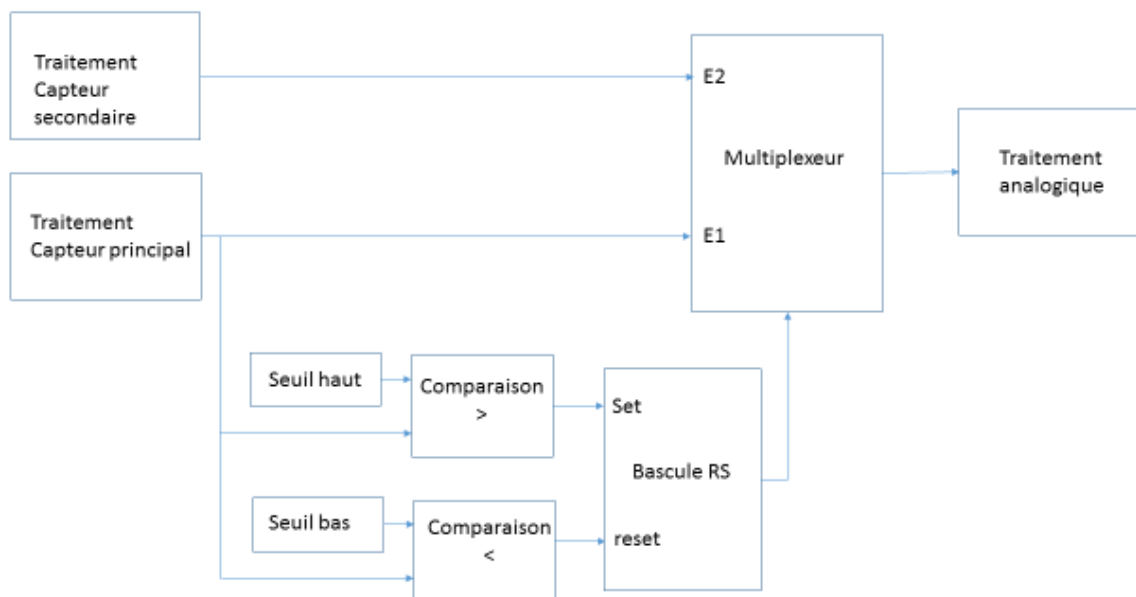 Traitement
Capteur
secondaire
E2
Multiplexeur
Traitement
analogique
Traitement
Capteur principal
E1
Seuil haut
Comparaison
>
Set
Bascule RS
Seuil bas
Comparaison
<
reset